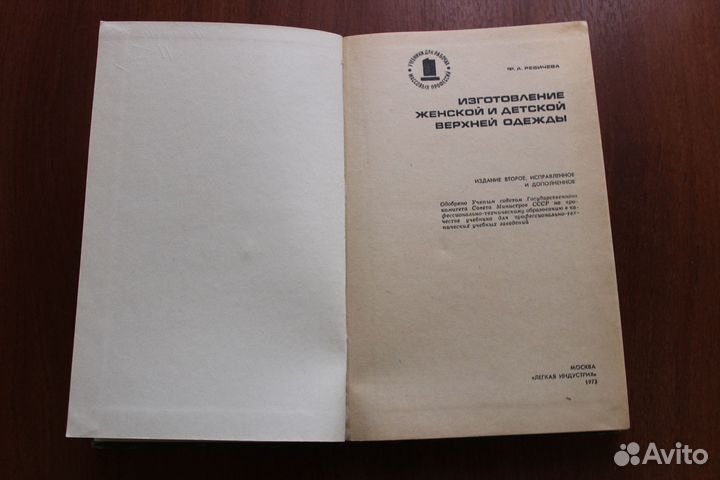 УЧЕБНИКИ ДЛЯ РАБОЧИХ
МАССОВЫХ ПРОФЕССИЙ
Ф. А. РЕВИЧЕВА
ИЗГОТОВЛЕНИЕ
ЖЕНСКОЙ И ДЕТСКОЙ
ВЕРХНЕЙ ОДЕЖДЫ
ИЗДАНИЕ ВТОРОЕ, ИСПРАВЛЕННОЕ
И ДОПОЛНЕННОЕ
Одобрено Ученым советом Государственного
комитета Совета Министров СССР по про-
фессионально-техническому образованию в ка-
честве учебника для профессионально-тех-
нических учебных заведений
МОСКВА
«ЛЕГКАЯ ИНДУСТРИЯ»
1973
Avito